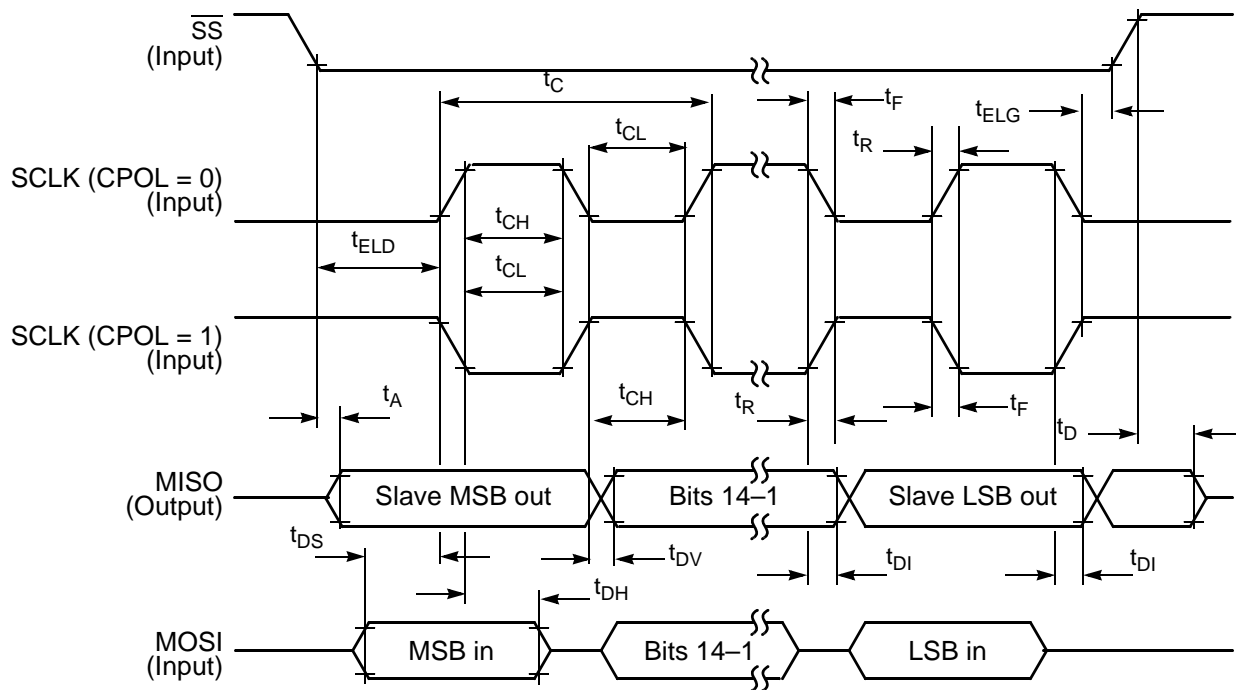 SS
(Input)
tC
tF
tELG
tCL
tR
SCLK (CPOL = 0)
(Input)
tCH
tELD
tCL
SCLK (CPOL = 1)
(Input)
tA
tCH
tR
tF
tD
MISO
(Output)
Slave MSB out
Bits 14–1
Slave LSB out
tDS
tDV
tDI
tDI
tDH
MOSI
(Input)
MSB in
Bits 14–1
LSB in